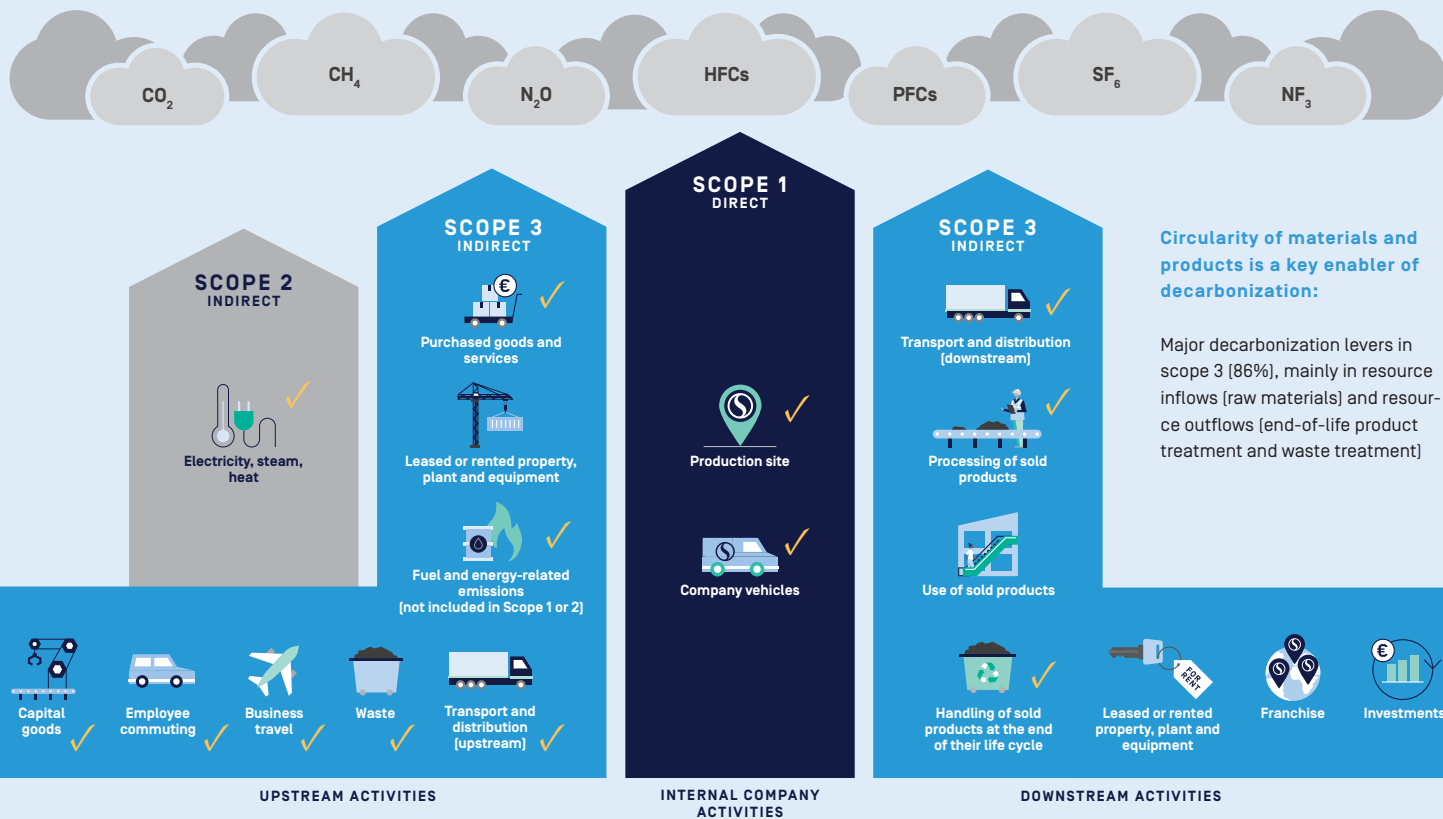 CO2
CH4
N2O
HFCs
PFCs
SF6
NF3
SCOPE 2
INDIRECT
Electricity, steam,
heat
SCOPE 3
INDIRECT
€
Purchased goods and
services
Leased or rented property,
plant and equipment
Fuel and energy-related
emissions
(not included in Scope 1 or 2)
Capital
goods
Employee
commuting
Business
travel
Waste
Transport and
distribution
(upstream)
UPSTREAM ACTIVITIES
SCOPE 1
DIRECT
Production site
Company vehicles
INTERNAL COMPANY
ACTIVITIES
SCOPE 3
INDIRECT
Transport and distribution
(downstream)
Processing of sold
products
Use of sold products
Handling of sold
products at the end
of their life cycle
FOR
RENT
Leased or rented
property, plant and
equipment
Franchise
€
Investments
DOWNSTREAM ACTIVITIES
Circularity of materials and
products is a key enabler of
decarbonization:
Major decarbonization levers in
scope 3 (86%), mainly in resource
inflows (raw materials) and resour-
ce outflows (end-of-life product
treatment and waste treatment)